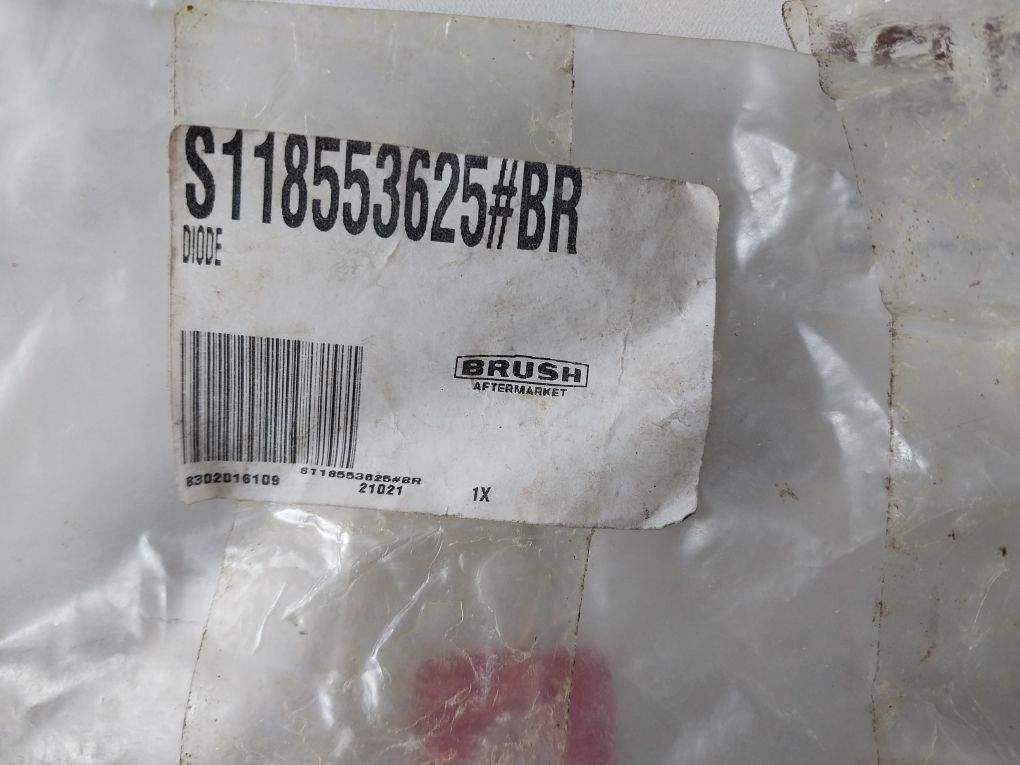 S118553625#BR
DIODE
BRUSH
AFTERMARKET
S118553625#BR
8302016109
21021
1X